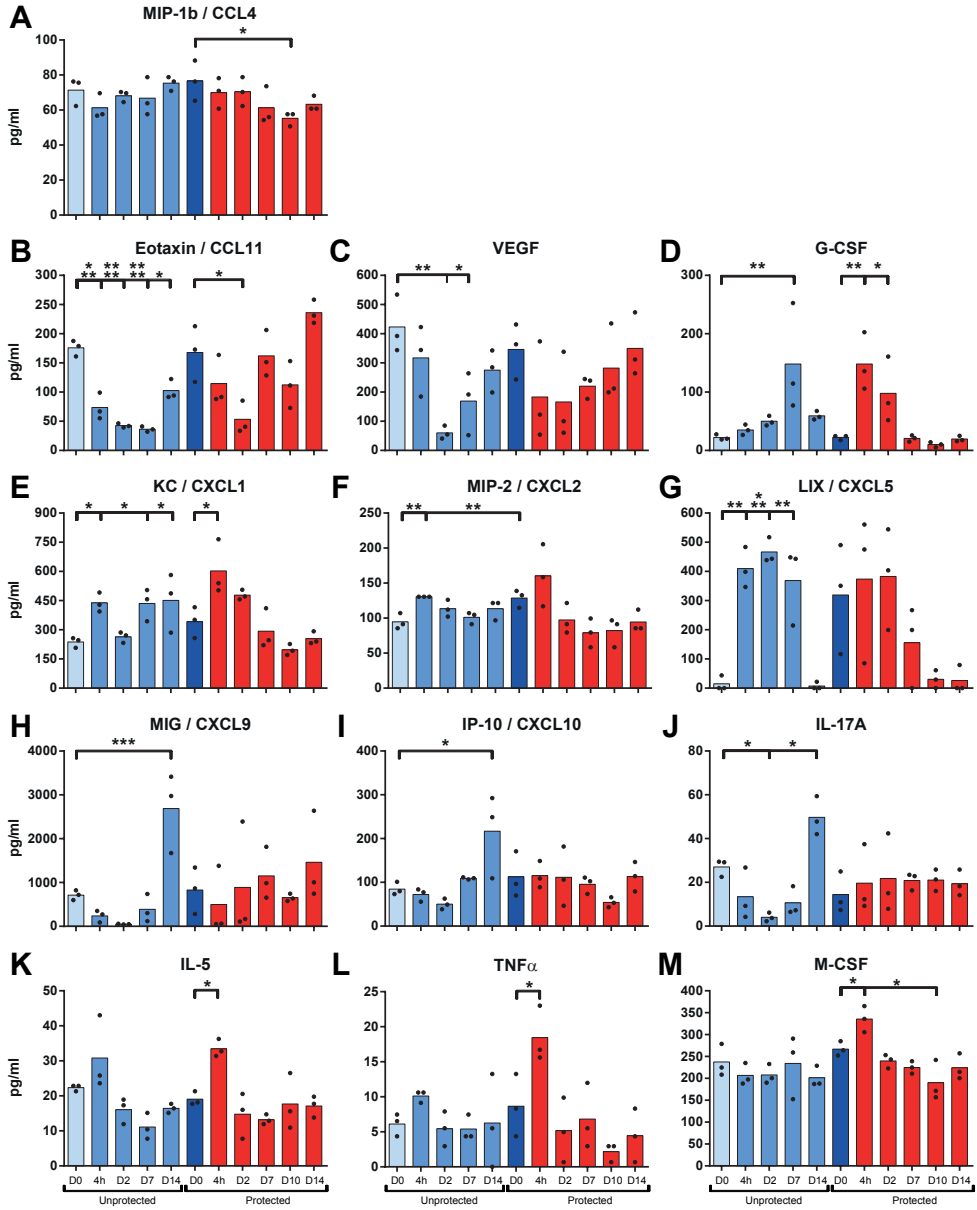 A
MIP-1b / CCL4
*
100
80
60
40
20
0
pg/ml
B
Eotaxin / CCL11
* ** ** *
** ** **
*
300
250
200
150
100
50
0
pg/ml
C
VEGF
** *
600
500
400
300
200
100
0
D
G-CSF
** ** *
300
200
100
0
E
KC / CXCL1
* * * *
900
750
600
450
300
150
0
pg/ml
F
MIP-2 / CXCL2
** **
250
200
150
100
50
0
G
LIX / CXCL5
*
** ** **
600
500
400
300
200
100
0
H
MIG / CXCL9
***
4000
3000
2000
1000
0
pg/ml
I
IP-10 / CXCL10
*
400
300
200
100
0
J
IL-17A
* *
80
60
40
20
0
K
IL-5
*
50
40
30
20
10
0
pg/ml
D0 4h D2 D7 D14 D0 4h D2 D7 D10 D14
Unprotected Protected
L
TNFα
*
25
20
15
10
5
0
D0 4h D2 D7 D14 D0 4h D2 D7 D10 D14
Unprotected Protected
M
M-CSF
* *
400
350
300
250
200
150
100
50
0
D0 4h D2 D7 D14 D0 4h D2 D7 D10 D14
Unprotected Protected